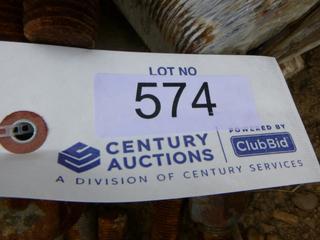 LOT NO
574
CENTURY
AUCTIONS
POWERED BY
ClubBid
A DIVISION OF CENTURY SERVICES